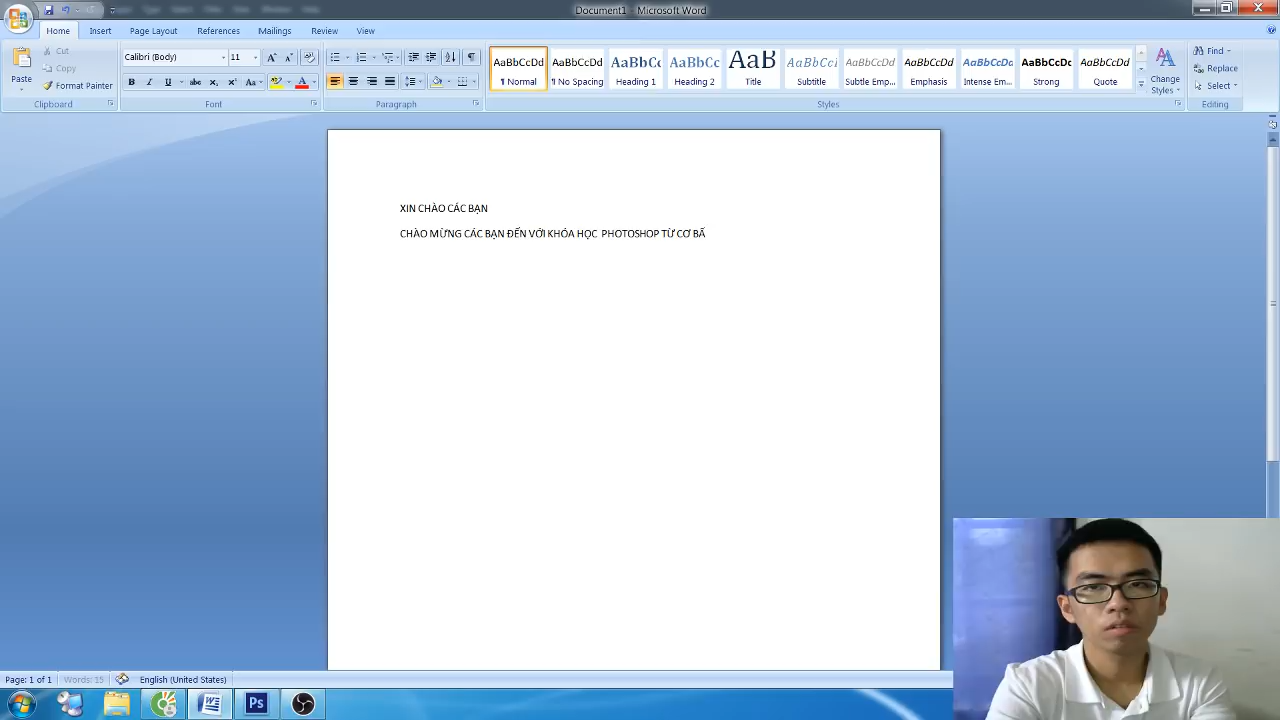 Document1 - Microsoft Word
Home Insert Page Layout References Mailings Review View
Paste
Cut
Copy
Format Painter
Clipboard
Calibri (Body) 11
Font
Paragraph
AaBbCcDd AaBbCcDd AaBbCc AaBbCc AaB AaBbCc AaBbCcDd AaBbCcDd AaBbCcDd AaBbCcDc AaBbCcDd
¶ Normal ¶ No Spacing Heading 1 Heading 2 Title Subtitle Subtle Emp... Emphasis Intense Em... Strong Quote
Styles
Change Styles
Find
Replace
Select
Editing
XIN CHÀO CÁC BẠN
CHÀO MỪNG CÁC BẠN ĐẾN VỚI KHÓA HỌC PHOTOSHOP TỪ CƠ BẤ
Page: 1 of 1 Words: 15 English (United States)
Ps